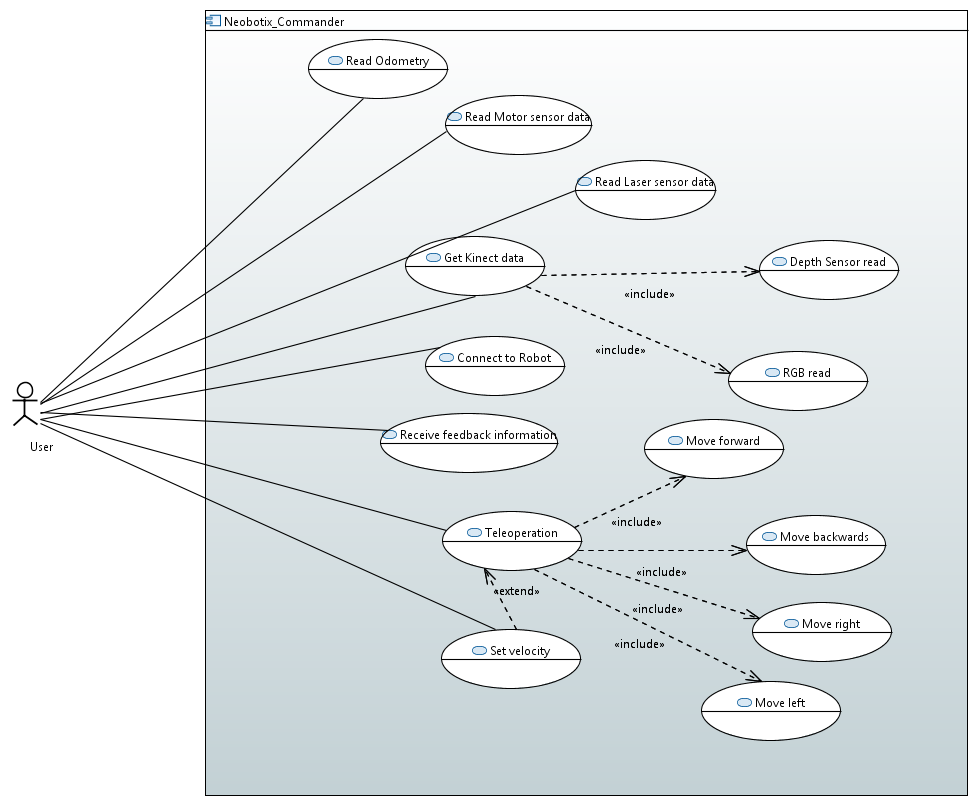 Neobotix_Commander
Read Odometry
Read Motor sensor data
Read Laser sensor data
Get Kinect data
Depth Sensor read
«include»
«include»
Connect to Robot
RGB read
User
Receive feedback information
Move forward
«include»
Teleoperation
Move backwards
«include»
«extend»
«include»
Move right
«include»
Set velocity
Move left